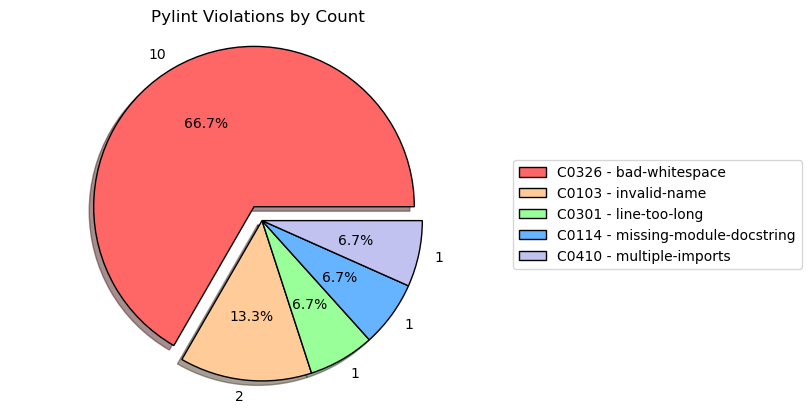 Pylint Violations by Count
10
66.7%
C0326 - bad-whitespace
C0103 - invalid-name
C0301 - line-too-long
C0114 - missing-module-docstring
C0410 - multiple-imports
6.7%
1
6.7%
1
6.7%
1
13.3%
2